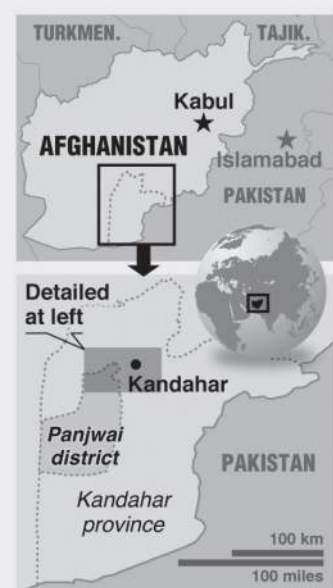 TURKMEN.
TAJIK.
Kabul
AFGHANISTAN
Islamabad
PAKISTAN
Detailed
at left
Kandahar
Panjwai
district
PAKISTAN
Kandahar
province
100 km
100 miles